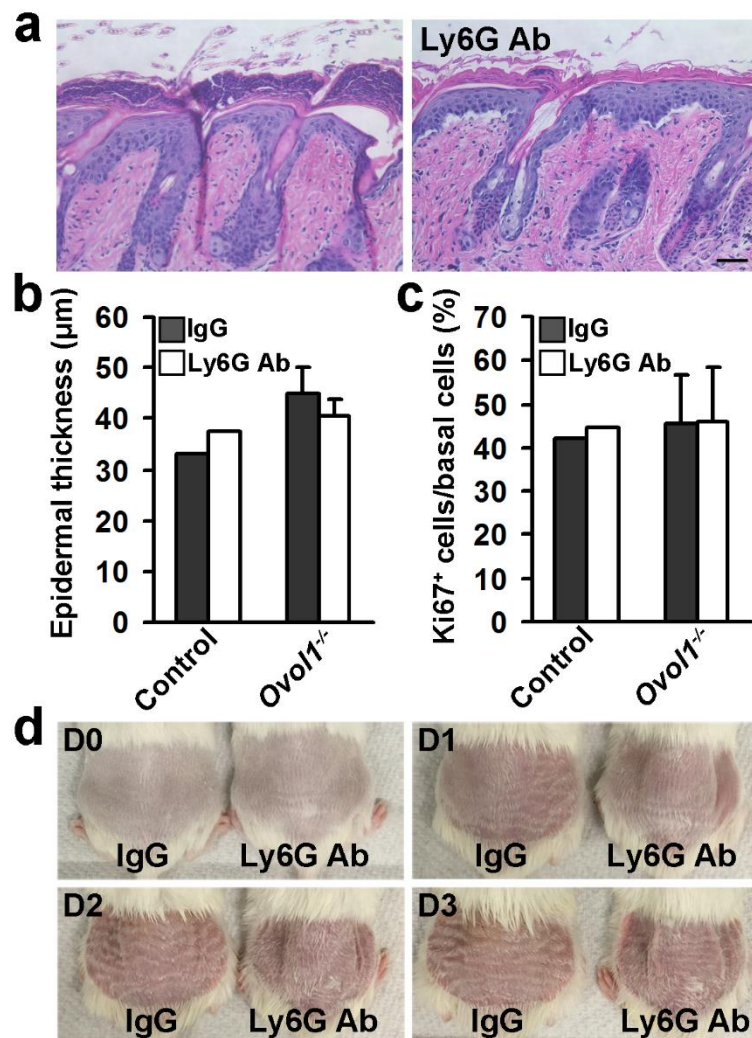 a
Ly6G Ab
b
Epidermal thickness (μm)
60
50
40
30
20
10
0
IgG
Ly6G Ab
Control
Ovol1-/-
c
Ki67+ cells/basal cells (%)
70
60
50
40
30
20
10
0
IgG
Ly6G Ab
Control
Ovol1-/-
d
D0
IgG
Ly6G Ab
D1
IgG
Ly6G Ab
D2
IgG
Ly6G Ab
D3
IgG
Ly6G Ab